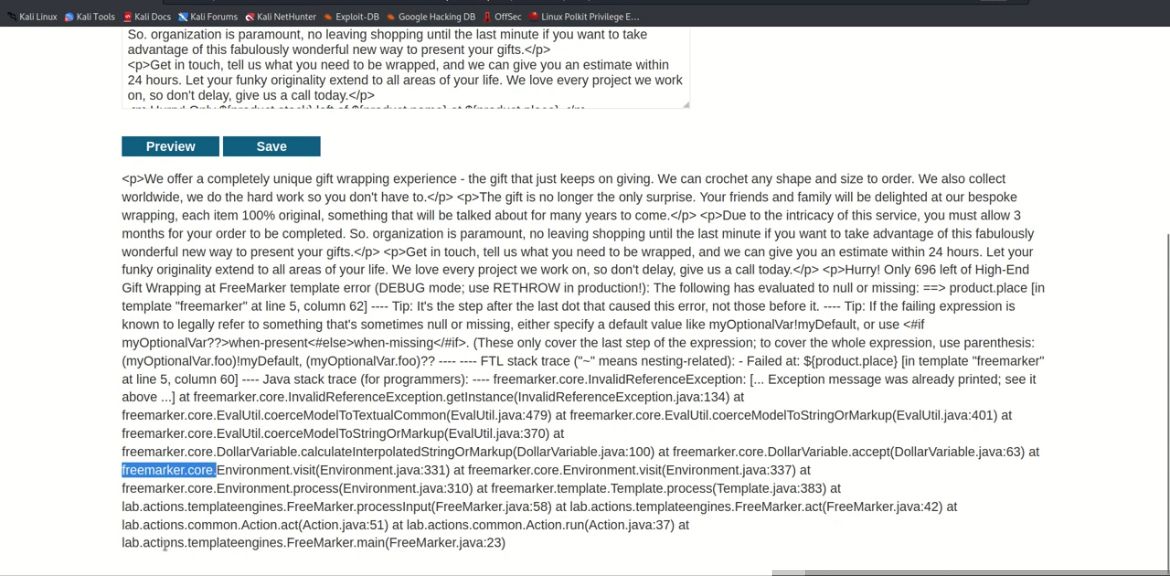 Kali Linux Kali Tools Kali Docs Kali Forums Kali NetHunter Exploit-DB Google Hacking DB OffSec Linux Polkit Privilege E...
So. organization is paramount, no leaving shopping until the last minute if you want to take
advantage of this fabulously wonderful new way to present your gifts.</p>
<p>Get in touch, tell us what you need to be wrapped, and we can give you an estimate within
24 hours. Let your funky originality extend to all areas of your life. We love every project we work
on, so don't delay, give us a call today.</p>
<p>Hurry! Only ${product.stock} left of ${product.name} at ${product.place}.</p>
Preview Save
<p>We offer a completely unique gift wrapping experience - the gift that just keeps on giving. We can crochet any shape and size to order. We also collect
worldwide, we do the hard work so you don't have to.</p> <p>The gift is no longer the only surprise. Your friends and family will be delighted at our bespoke
wrapping, each item 100% original, something that will be talked about for many years to come.</p> <p>Due to the intricacy of this service, you must allow 3
months for your order to be completed. So. organization is paramount, no leaving shopping until the last minute if you want to take advantage of this fabulously
wonderful new way to present your gifts.</p> <p>Get in touch, tell us what you need to be wrapped, and we can give you an estimate within 24 hours. Let your
funky originality extend to all areas of your life. We love every project we work on, so don't delay, give us a call today.</p> <p>Hurry! Only 696 left of High-End
Gift Wrapping at FreeMarker template error (DEBUG mode; use RETHROW in production!): The following has evaluated to null or missing: ==> product.place [in
template "freemarker" at line 5, column 62] ---- Tip: It's the step after the last dot that caused this error, not those before it. ---- Tip: If the failing expression is
known to legally refer to something that's sometimes null or missing, either specify a default value like myOptionalVar!myDefault, or use <#if
myOptionalVar??>when-present<#else>when-missing</#if>. (These only cover the last step of the expression; to cover the whole expression, use parenthesis:
(myOptionalVar.foo)!myDefault, (myOptionalVar.foo)?? ---- ---- FTL stack trace ("~" means nesting-related): - Failed at: ${product.place} [in template "freemarker"
at line 5, column 60] ---- Java stack trace (for programmers): ---- freemarker.core.InvalidReferenceException: [... Exception message was already printed; see it
above ...] at freemarker.core.InvalidReferenceException.getInstance(InvalidReferenceException.java:134) at
freemarker.core.EvalUtil.coerceModelToTextualCommon(EvalUtil.java:479) at freemarker.core.EvalUtil.coerceModelToStringOrMarkup(EvalUtil.java:401) at
freemarker.core.EvalUtil.coerceModelToStringOrMarkup(EvalUtil.java:370) at
freemarker.core.DollarVariable.calculateInterpolatedStringOrMarkup(DollarVariable.java:100) at freemarker.core.DollarVariable.accept(DollarVariable.java:63) at
freemarker.core.Environment.visit(Environment.java:331) at freemarker.core.Environment.visit(Environment.java:337) at
freemarker.core.Environment.process(Environment.java:310) at freemarker.template.Template.process(Template.java:383) at
lab.actions.templateengines.FreeMarker.processInput(FreeMarker.java:58) at lab.actions.templateengines.FreeMarker.act(FreeMarker.java:42) at
lab.actions.common.Action.act(Action.java:51) at lab.actions.common.Action.run(Action.java:37) at
lab.actions.templateengines.FreeMarker.main(FreeMarker.java:23)